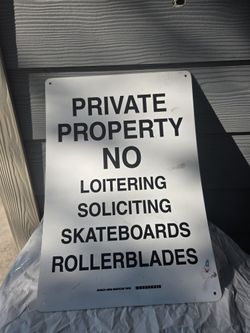 PRIVATE
PROPERTY
NO
LOITERING
SOLICITING
SKATEBOARDS
ROLLERBLADES